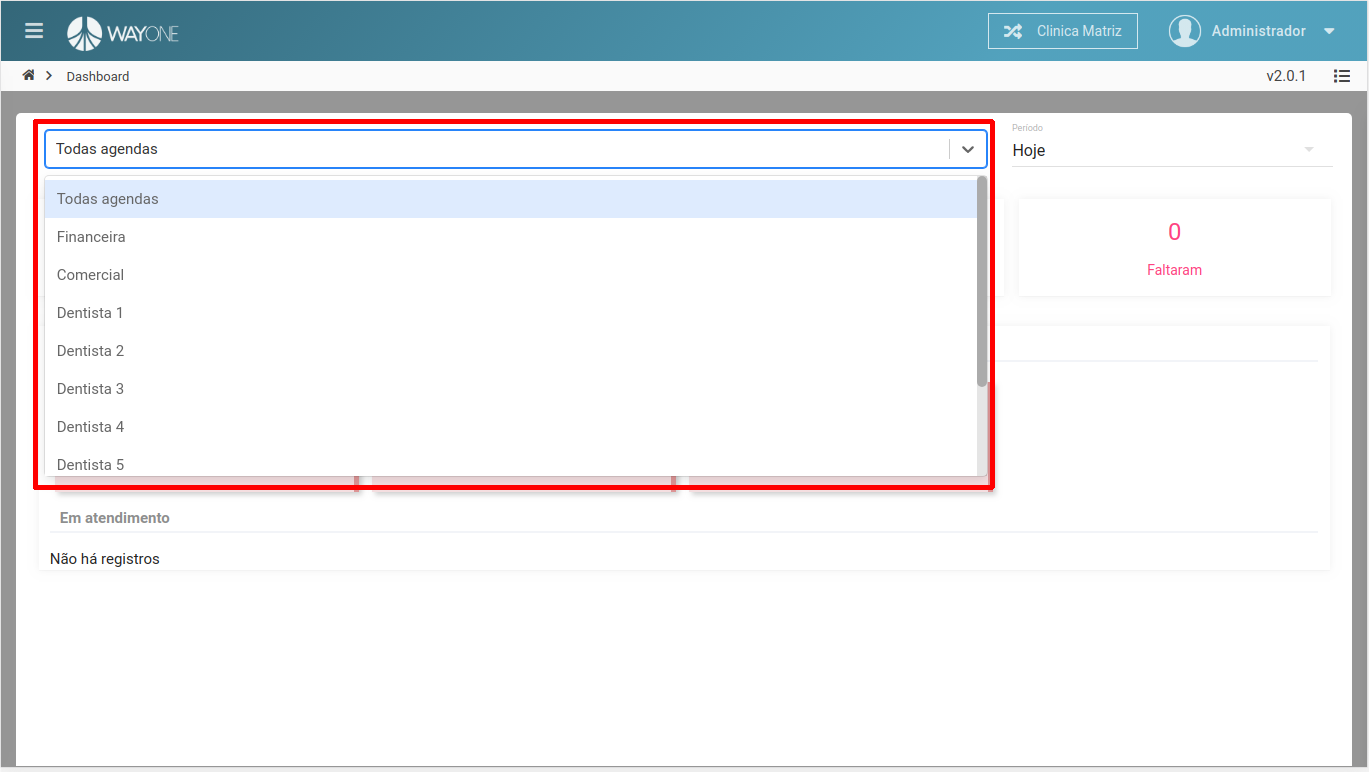 WAYONE
Clinica Matriz
Administrador
Dashboard
v2.0.1
Todas agendas
Período
Hoje
Todas agendas
Financeira
Comercial
Dentista 1
Dentista 2
Dentista 3
Dentista 4
Dentista 5
0
Faltaram
Em atendimento
Não há registros